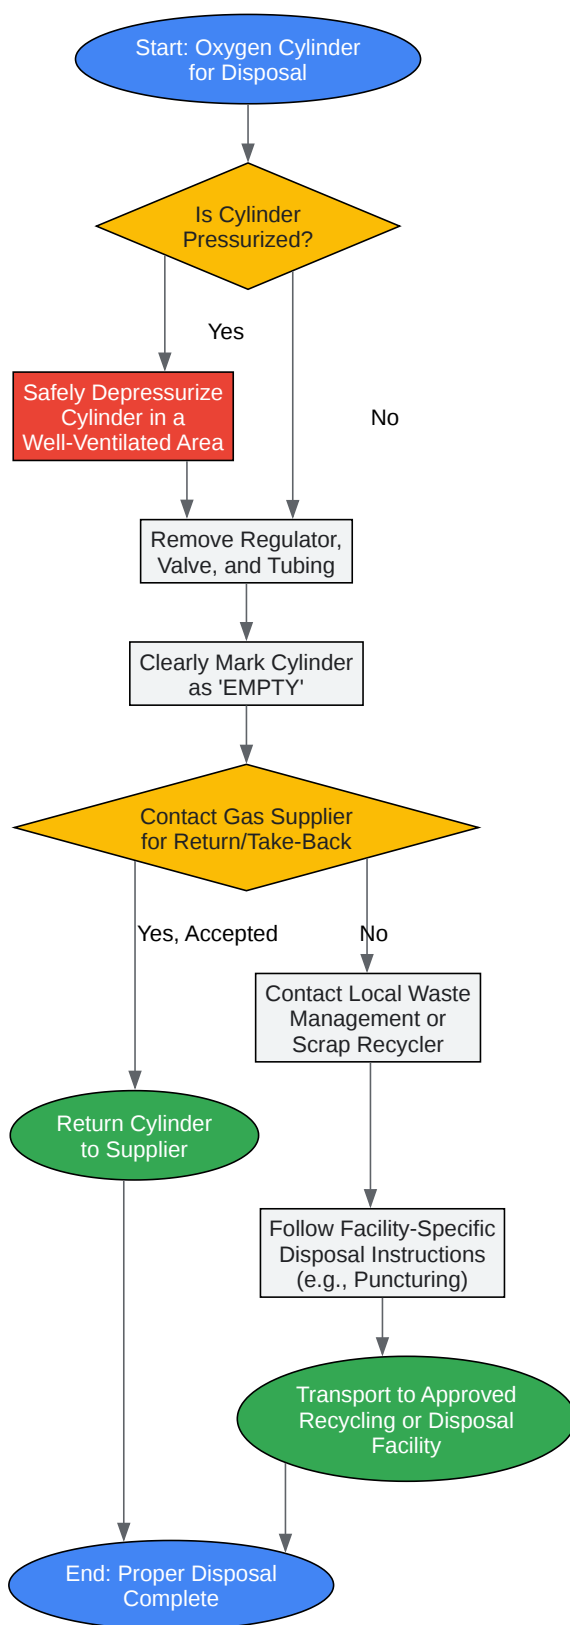 Start: Oxygen Cylinder
for Disposal
Is Cylinder
Pressurized?
Yes
Safely Depressurize
Cylinder in a
Well-Ventilated Area
No
Remove Regulator,
Valve, and Tubing
Clearly Mark Cylinder
as 'EMPTY'
Contact Gas Supplier
for Return/Take-Back
Yes, Accepted
No
Contact Local Waste
Management or
Scrap Recycler
Return Cylinder
to Supplier
Follow Facility-Specific
Disposal Instructions
(e.g., Puncturing)
Transport to Approved
Recycling or Disposal
Facility
End: Proper Disposal
Complete